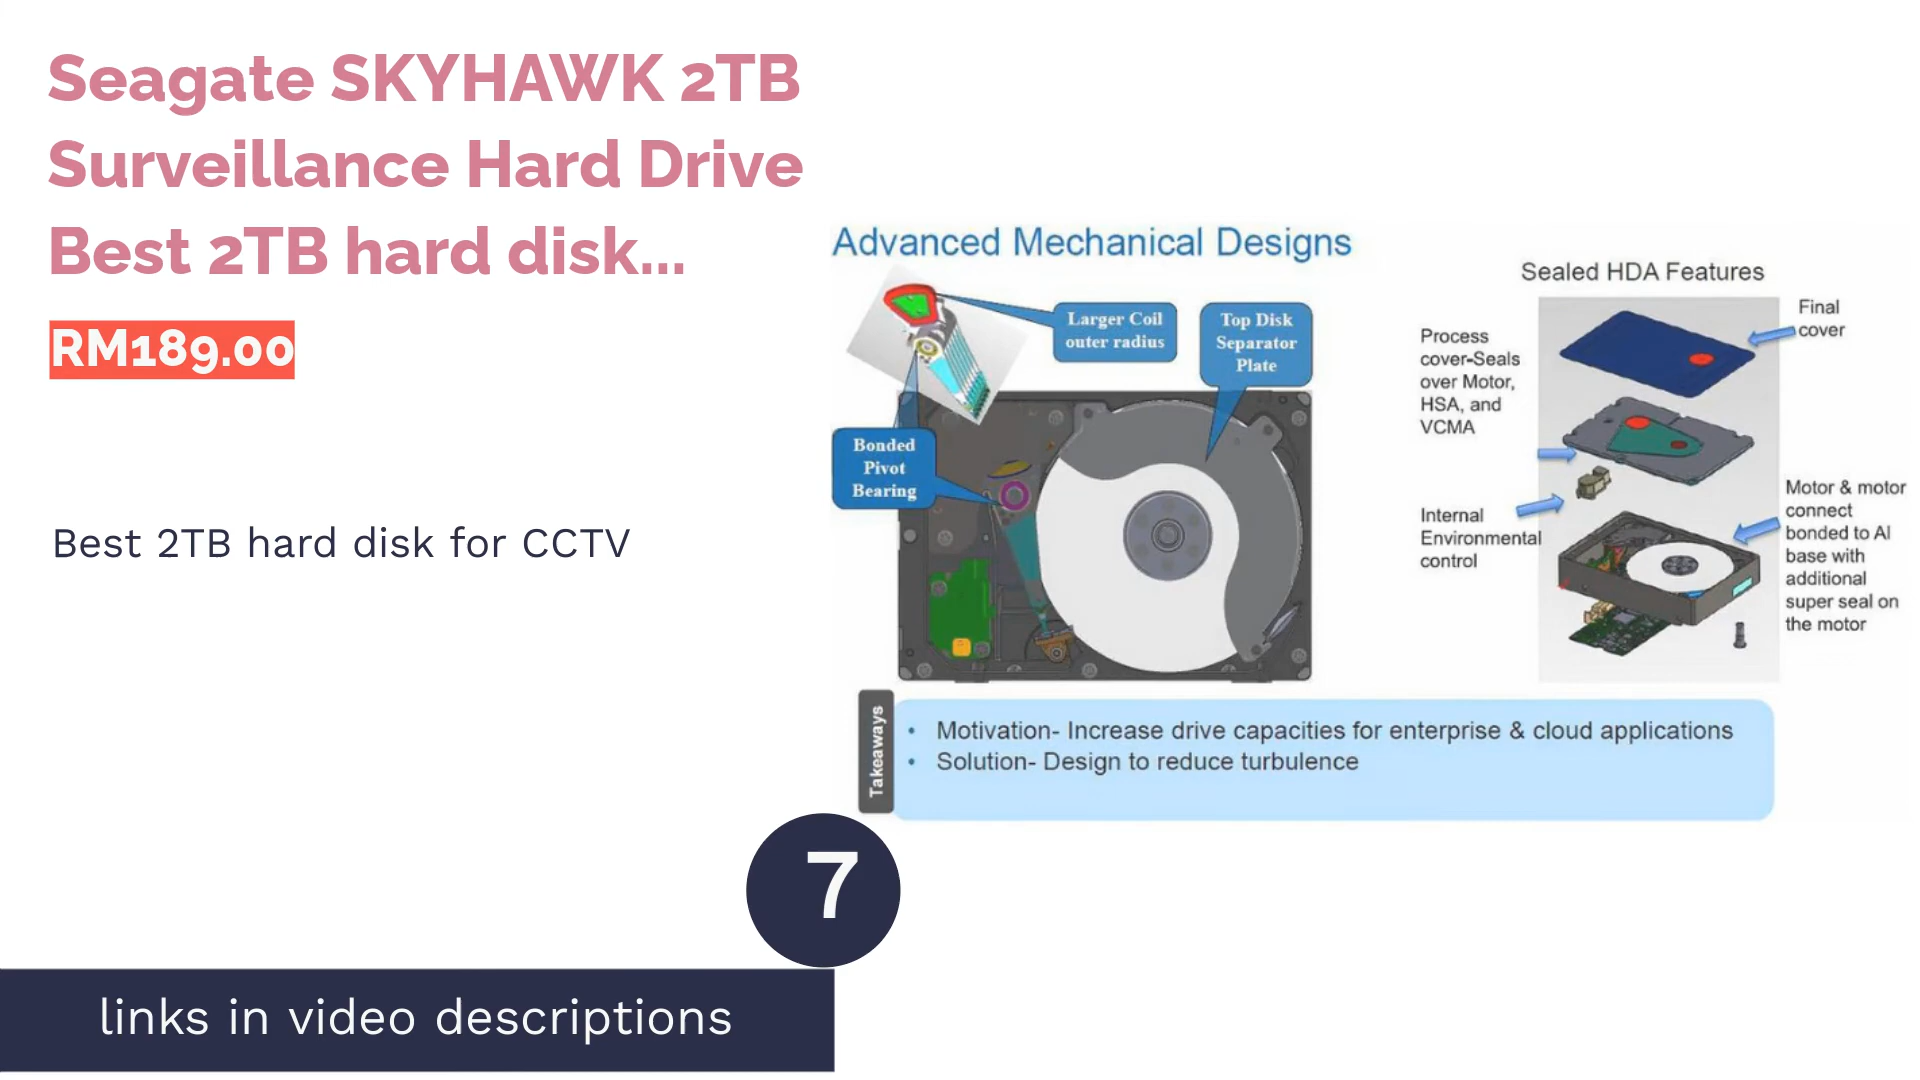 Seagate SKYHAWK 2TB
Surveillance Hard Drive
Best 2TB hard disk...
RM189.00
Best 2TB hard disk for CCTV
Advanced Mechanical Designs
Larger Coil
outer radius
Top Disk
Separator
Plate
Bonded
Pivot
Bearing
Sealed HDA Features
Final
cover
Process
cover-Seals
over Motor,
HSA, and
VCMA
Internal
Environmental
control
Motor & motor
connect
bonded to Al
base with
additional
super seal on
the motor
Takeaways
• Motivation- Increase drive capacities for enterprise & cloud applications
• Solution- Design to reduce turbulence
7
links in video descriptions